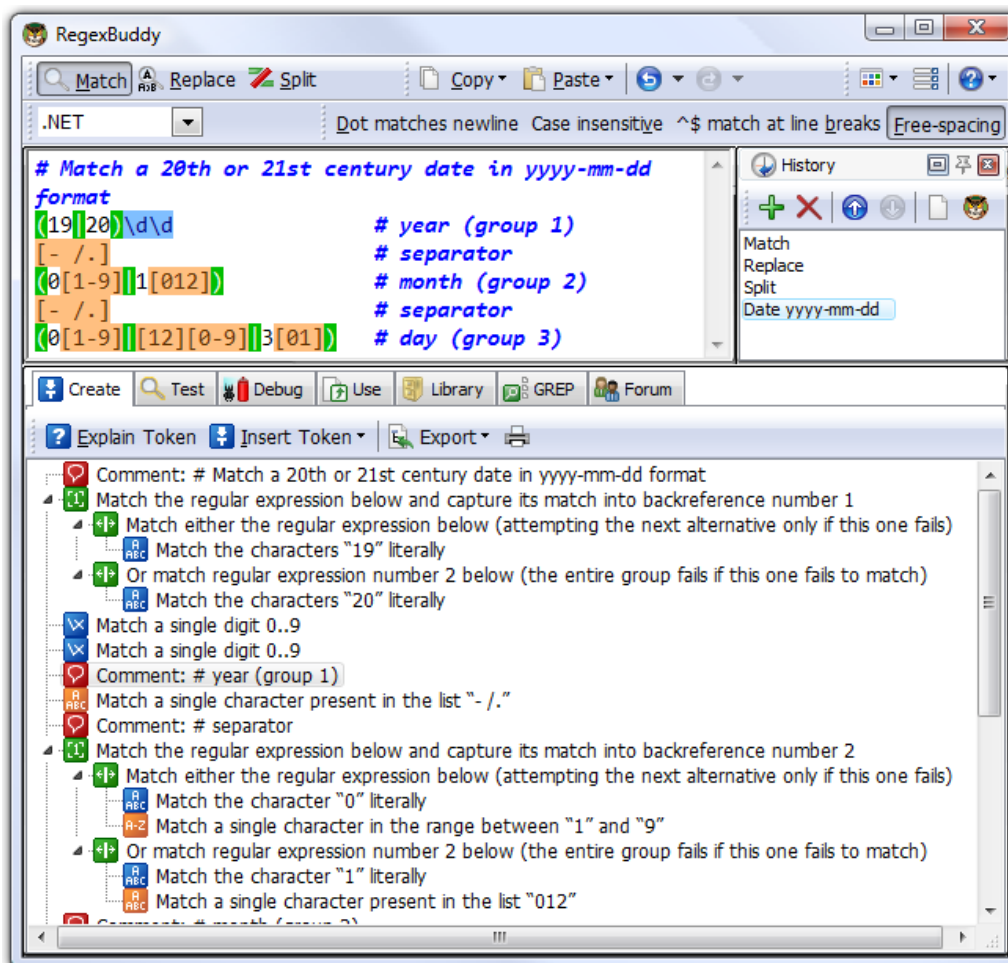 RegexBuddy
Match Replace Split Copy Paste
.NET Dot matches newline Case insensitive ^$ match at line breaks Free-spacing
# Match a 20th or 21st century date in yyyy-mm-dd
format
(19|20)\d\d # year (group 1)
[- /.] # separator
(0[1-9]|1[012]) # month (group 2)
[- /.] # separator
(0[1-9]|[12][0-9]|3[01]) # day (group 3)
History
Match
Replace
Split
Date yyyy-mm-dd
Create Test Debug Use Library GREP Forum
Explain Token Insert Token Export
Comment: # Match a 20th or 21st century date in yyyy-mm-dd format
Match the regular expression below and capture its match into backreference number 1
Match either the regular expression below (attempting the next alternative only if this one fails)
Match the characters “19” literally
Or match regular expression number 2 below (the entire group fails if this one fails to match)
Match the characters “20” literally
Match a single digit 0..9
Match a single digit 0..9
Comment: # year (group 1)
Match a single character present in the list “- /.”
Comment: # separator
Match the regular expression below and capture its match into backreference number 2
Match either the regular expression below (attempting the next alternative only if this one fails)
Match the character “0” literally
Match a single character in the range between “1” and “9”
Or match regular expression number 2 below (the entire group fails if this one fails to match)
Match the character “1” literally
Match a single character present in the list “012”
Comment: # month (group 2)